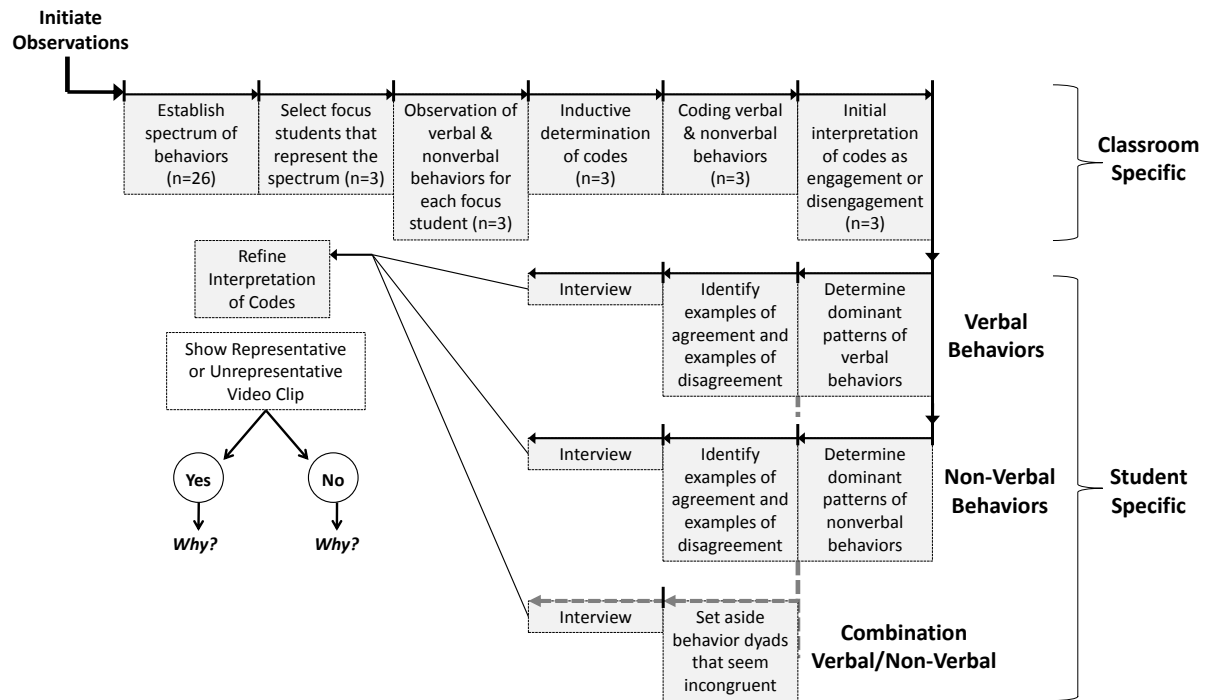 Initiate
Observations
Establish
spectrum of
behaviors
(n=26)
Select focus
students that
represent the
spectrum (n=3)
Observation of
verbal &
nonverbal
behaviors for
each focus
student (n=3)
Inductive
determination
of codes
(n=3)
Coding verbal
& nonverbal
behaviors
(n=3)
Initial
interpretation
of codes as
engagement or
disengagement
(n=3)
Classroom
Specific
Refine
Interpretation
of Codes
Interview
Identify
examples of
agreement and
examples of
disagreement
Determine
dominant
patterns of
verbal
behaviors
Verbal
Behaviors
Show Representative
or Unrepresentative
Video Clip
Yes
No
Why?
Why?
Interview
Identify
examples of
agreement and
examples of
disagreement
Determine
dominant
patterns of
nonverbal
behaviors
Non-Verbal
Behaviors
Student
Specific
Interview
Set aside
behavior dyads
that seem
incongruent
Combination
Verbal/Non-Verbal